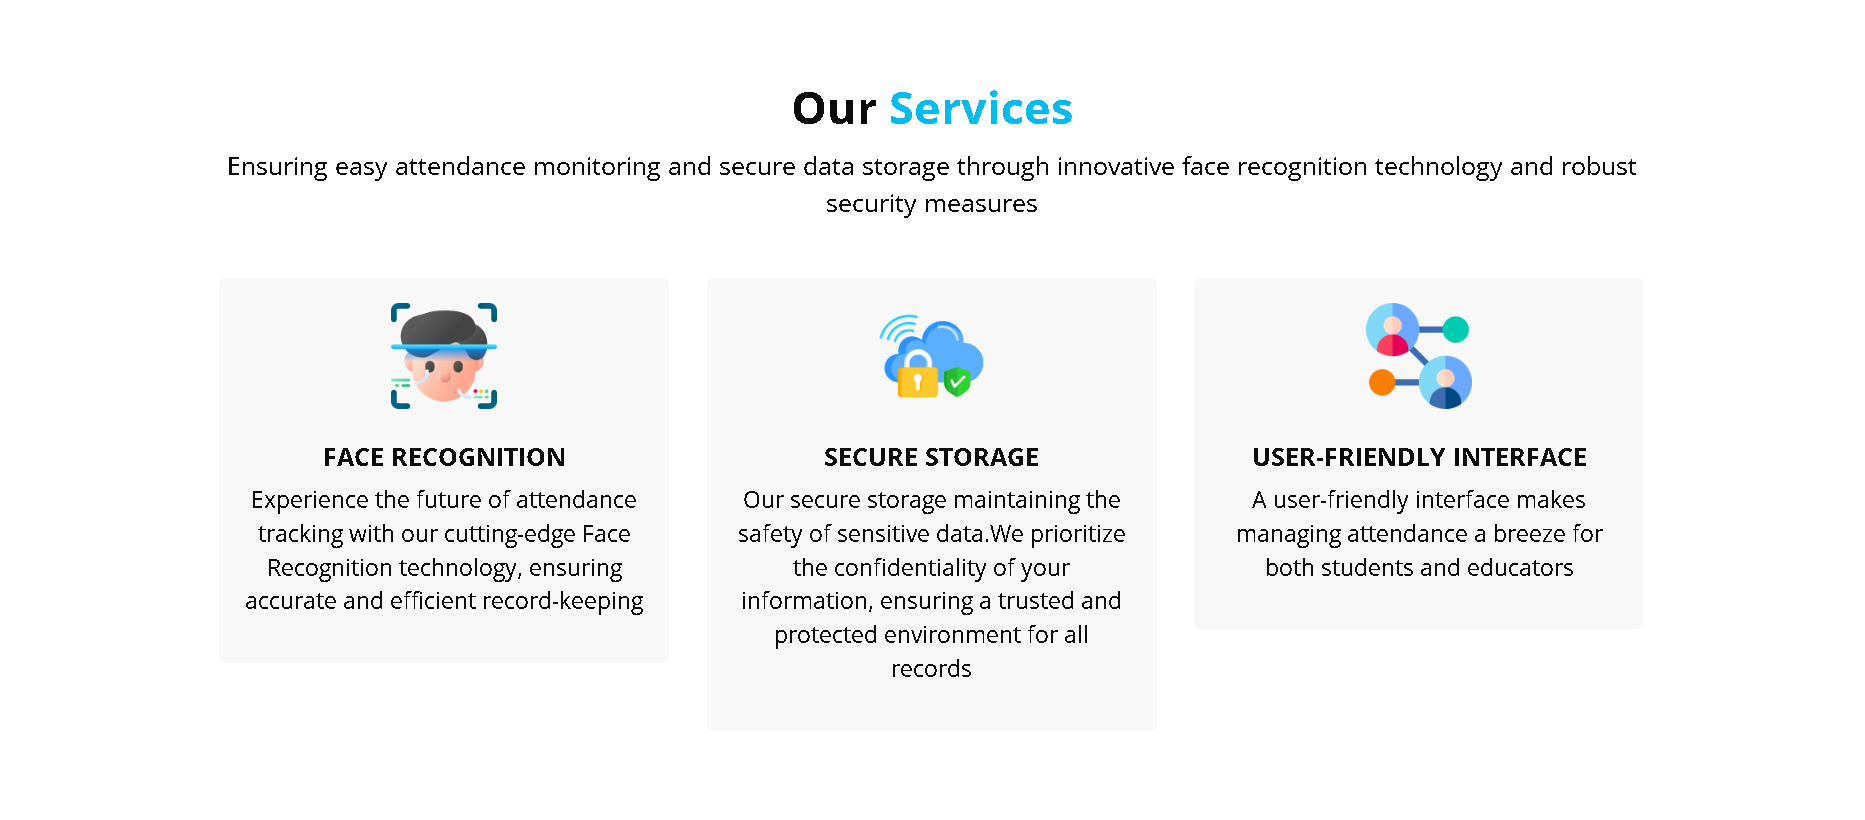 Our Services
Ensuring easy attendance monitoring and secure data storage through innovative face recognition technology and robust
security measures
FACE RECOGNITION
Experience the future of attendance
tracking with our cutting-edge Face
Recognition technology, ensuring
accurate and efficient record-keeping
SECURE STORAGE
Our secure storage maintaining the
safety of sensitive data.We prioritize
the confidentiality of your
information, ensuring a trusted and
protected environment for all
records
USER-FRIENDLY INTERFACE
A user-friendly interface makes
managing attendance a breeze for
both students and educators